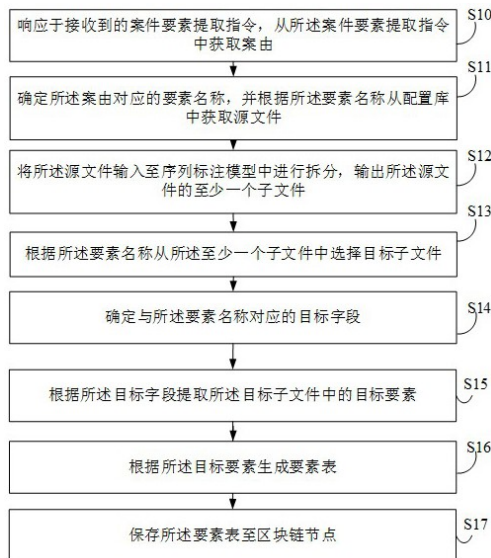 响应于接收到的案件要素提取指令，从所述案件要素提取指令
中获取案由
S10
确定所述案由对应的要素名称，并根据所述要素名称从配置库
中获取源文件
S11
将所述源文件输入至序列标注模型中进行拆分，输出所述源文
件的至少一个子文件
S12
根据所述要素名称从所述至少一个子文件中选择目标子文件
S13
确定与所述要素名称对应的目标字段
S14
根据所述目标字段提取所述目标子文件中的目标要素
S15
根据所述目标要素生成要素表
S16
保存所述要素表至区块链节点
S17